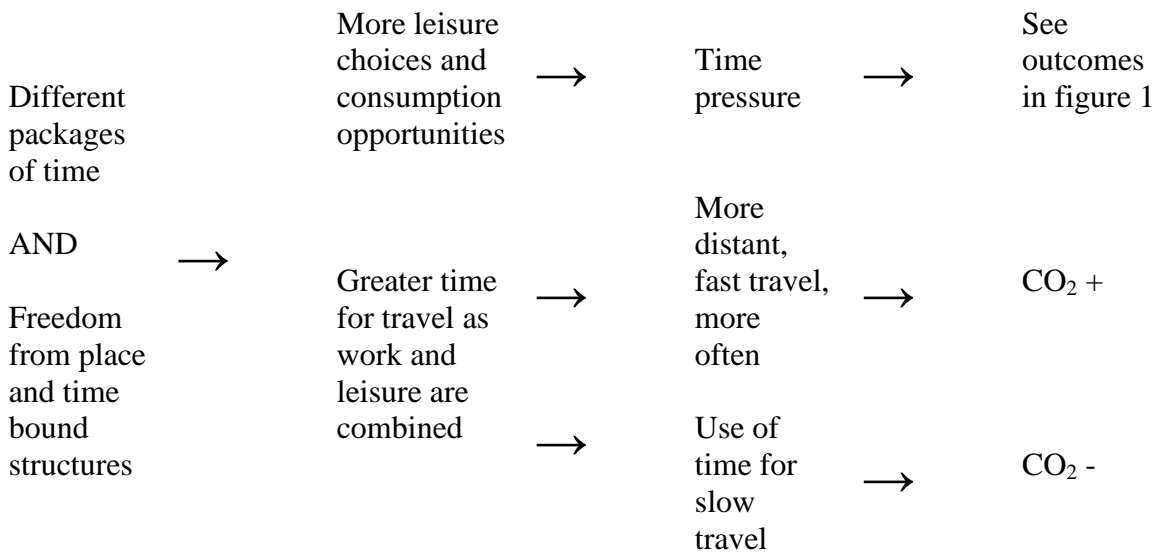 Different
packages
of time
AND
Freedom
from place
and time
bound
structures
→
More leisure
choices and
consumption
opportunities
→
Time
pressure
→
See
outcomes
in figure 1
Greater time
for travel as
work and
leisure are
combined
→
More
distant,
fast travel,
more
often
→
CO₂ +
→
Use of
time for
slow
travel
→
CO₂ -